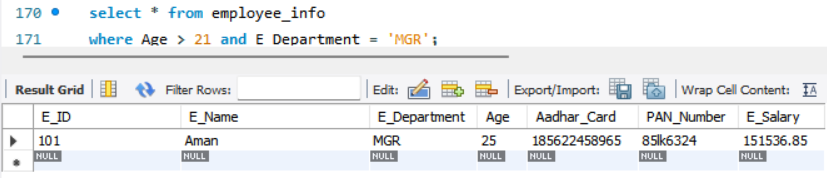 170 select * from employee_info
171 where Age > 21 and E_Department = 'MGR';
Result Grid Filter Rows: Edit: Export/Import: Wrap Cell Content:
E_ID E_Name E_Department Age Aadhar_Card PAN_Number E_Salary
101 Aman MGR 25 185622458965 85lk6324 151536.85
NULL NULL NULL NULL NULL NULL NULL